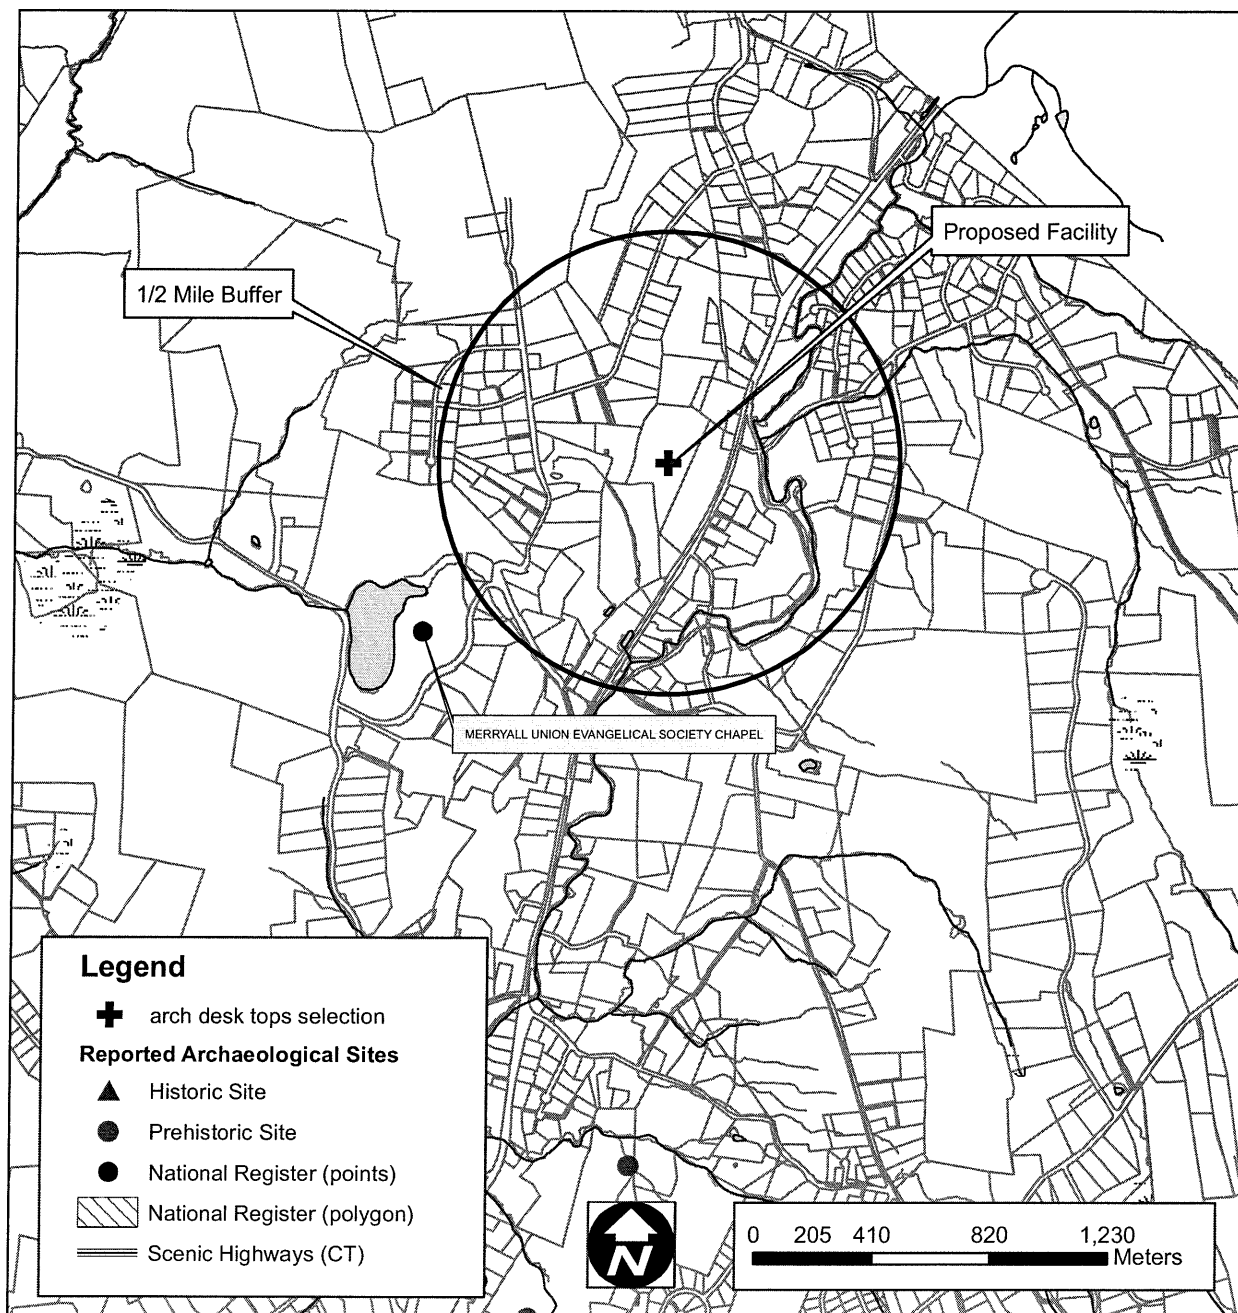 Proposed Facility
1/2 Mile Buffer
MERRYALL UNION EVANGELICAL SOCIETY CHAPEL
Legend
arch desk tops selection
Reported Archaeological Sites
Historic Site
Prehistoric Site
National Register (points)
National Register (polygon)
Scenic Highways (CT)
N
0 205 410 820 1,230
Meters